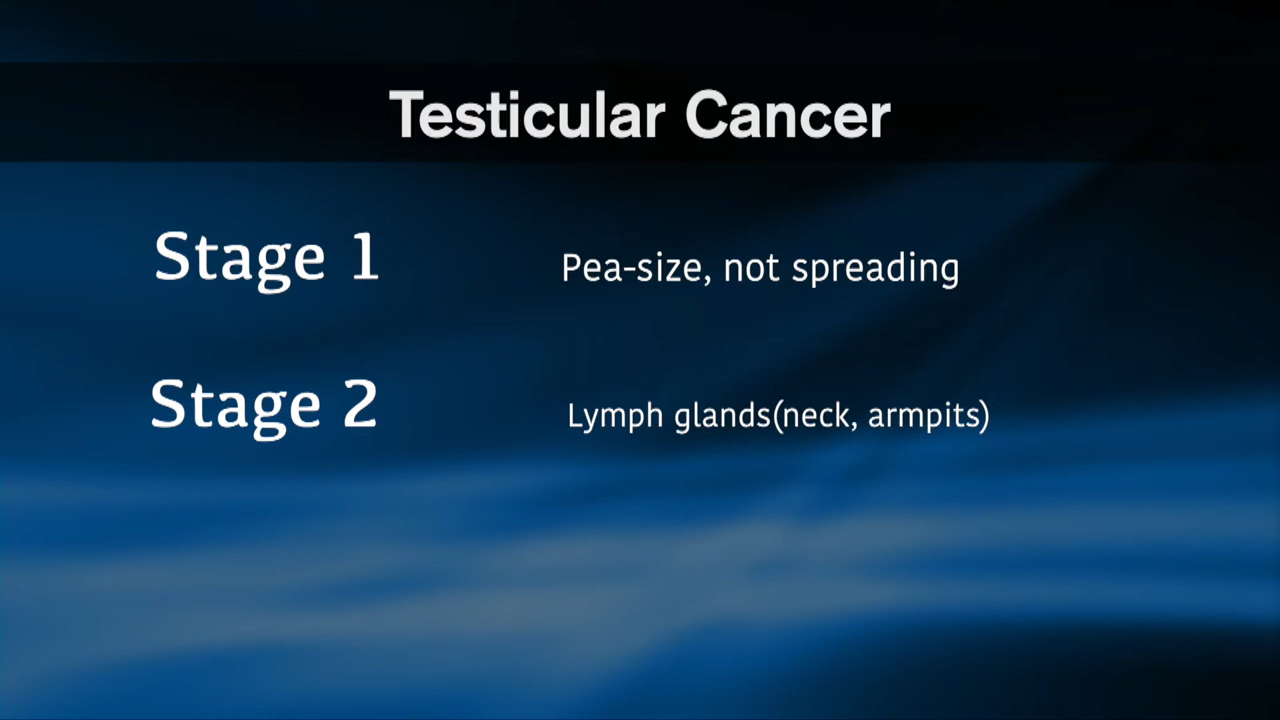 Testicular Cancer
Stage 1 Pea-size, not spreading
Stage 2 Lymph glands(neck, armpits)